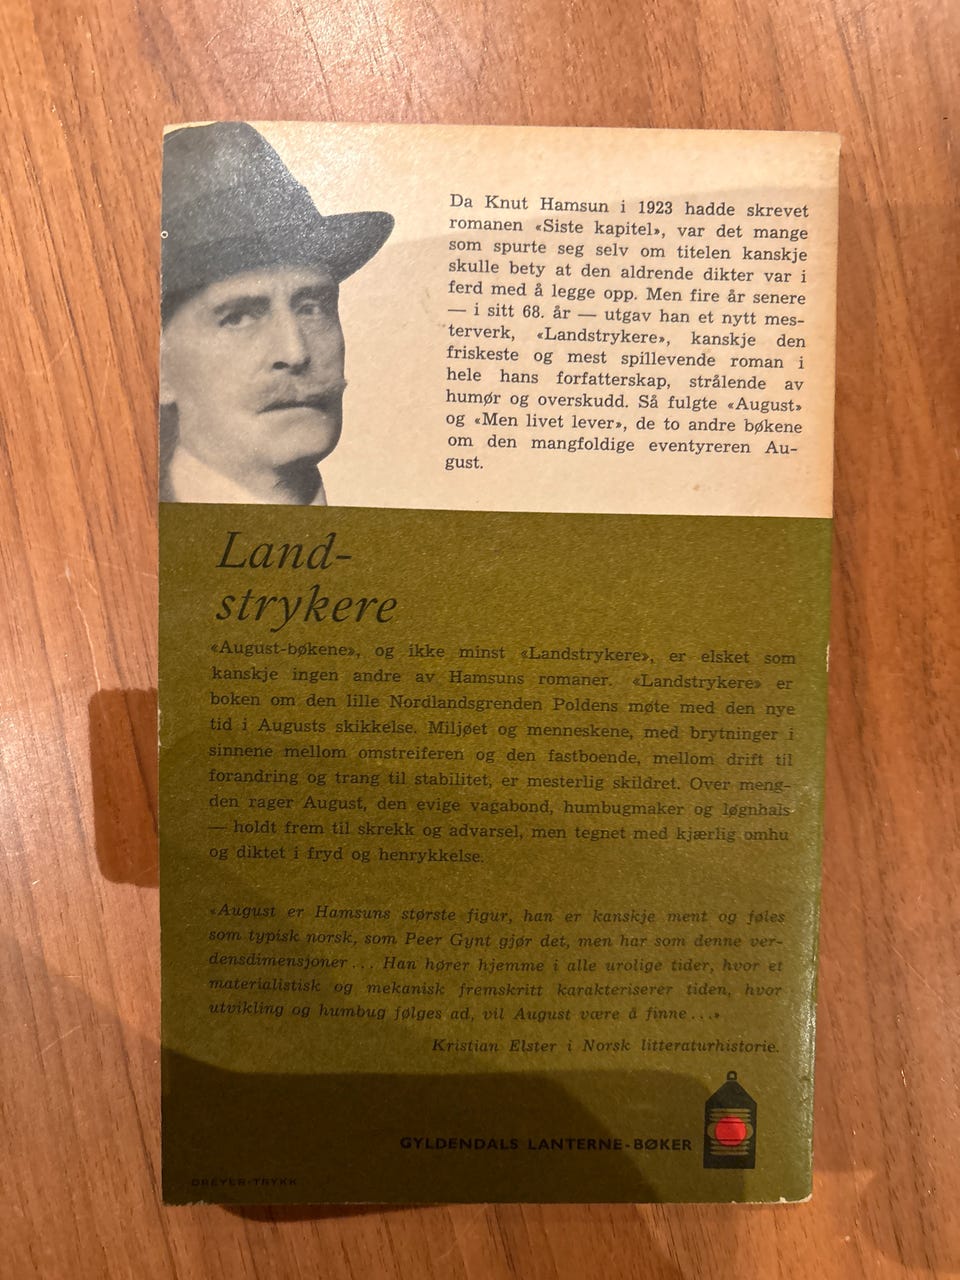 Da Knut Hamsun i 1923 hadde skrevet
romanen «Siste kapitel», var det mange
som spurte seg selv om titelen kanskje
skulle bety at den aldrende dikter var i
ferd med å legge opp. Men fire år senere
— i sitt 68. år — utgav han et nytt mes-
terverk, «Landstrykere», kanskje den
friskeste og mest spillevende roman i
hele hans forfatterskap, strålende av
humør og overskudd. Så fulgte «August»
og «Men livet lever», de to andre bøkene
om den mangfoldige eventyreren Au-
gust.
Land-
strykere
«August-bøkene», og ikke minst «Landstrykere», er elsket som
kanskje ingen andre av Hamsuns romaner. «Landstrykere» er
boken om den lille Nordlandsgrenden Poldens møte med den nye
tid i Augusts skikkelse. Miljøet og menneskene, med brytninger i
sinnene mellom omstreiferen og den fastboende, mellom drift til
forandring og trang til stabilitet, er mesterlig skildret. Over meng-
den rager August, den evige vagabond, humbugmaker og løgnhals
— holdt frem til skrekk og advarsel, men tegnet med kjærlig omhu
og diktet i fryd og henrykkelse.
«August er Hamsuns største figur, han er kanskje ment og føles
som typisk norsk, som Peer Gynt gjør det, men har som denne ver-
densdimensjoner ... Han hører hjemme i alle urolige tider, hvor et
materialistisk og mekanisk fremskritt karakteriserer tiden, hvor
utvikling og humbug følges ad, vil August være å finne ...»
Kristian Elster i Norsk litteraturhistorie.
GYLDENDALS LANTERNE-BØKER
DREYER-TRYKK